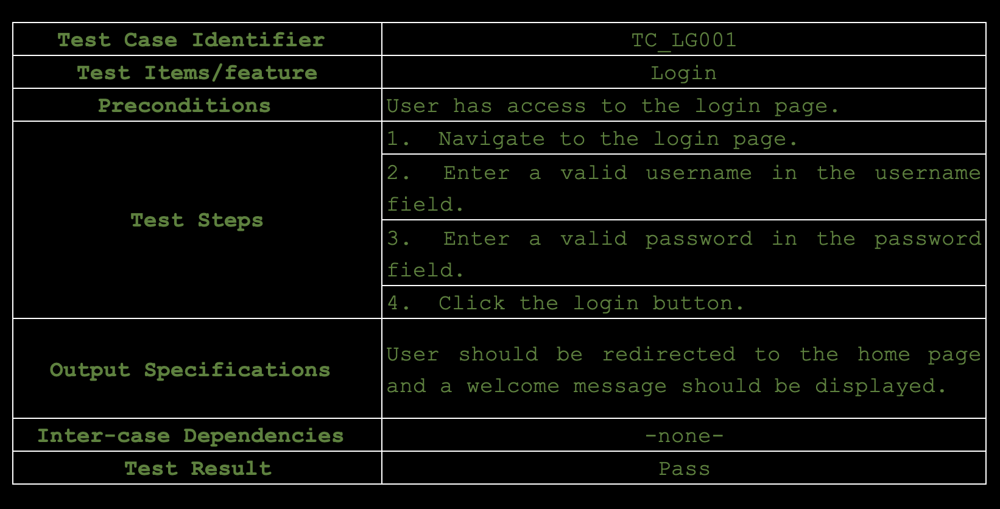 Test Case Identifier TC_LG001
Test Items/feature Login
Preconditions User has access to the login page.
Test Steps
1. Navigate to the login page.
2. Enter a valid username in the username
field.
3. Enter a valid password in the password
field.
4. Click the login button.
Output Specifications
User should be redirected to the home page
and a welcome message should be displayed.
Inter-case Dependencies -none-
Test Result Pass